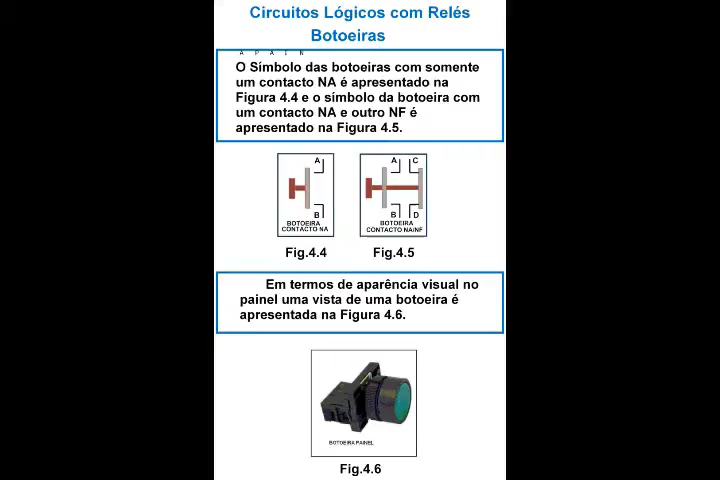 Circuitos Lógicos com Relés
Botoeiras
A P A I N
O Símbolo das botoeiras com somente
um contacto NA é apresentado na
Figura 4.4 e o símbolo da botoeira com
um contacto NA e outro NF é
apresentado na Figura 4.5.
A
B
BOTOEIRA
CONTACTO NA
A C
B D
BOTOEIRA
CONTACTO NA/NF
Fig.4.4
Fig.4.5
Em termos de aparência visual no
painel uma vista de uma botoeira é
apresentada na Figura 4.6.
BOTOEIRA PAINEL
Fig.4.6